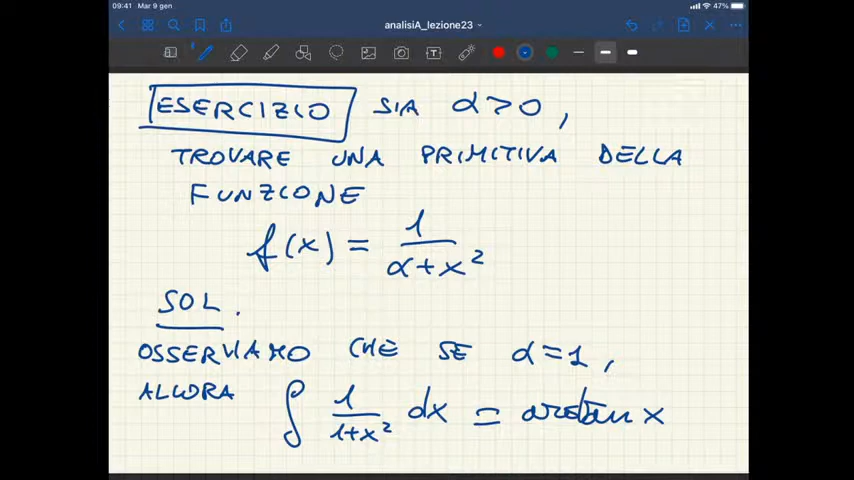 09:41 Mar 9 gen
47%
analisiA_lezione23
ESERCIZIO SIA α>0,
TROVARE UNA PRIMITIVA DELLA
FUNZIONE
f(x) = 1/(α+x²)
SOL.
OSSERVIAMO CHE SE α=1,
ALLORA ∫ 1/(1+x²) dx = arctan x